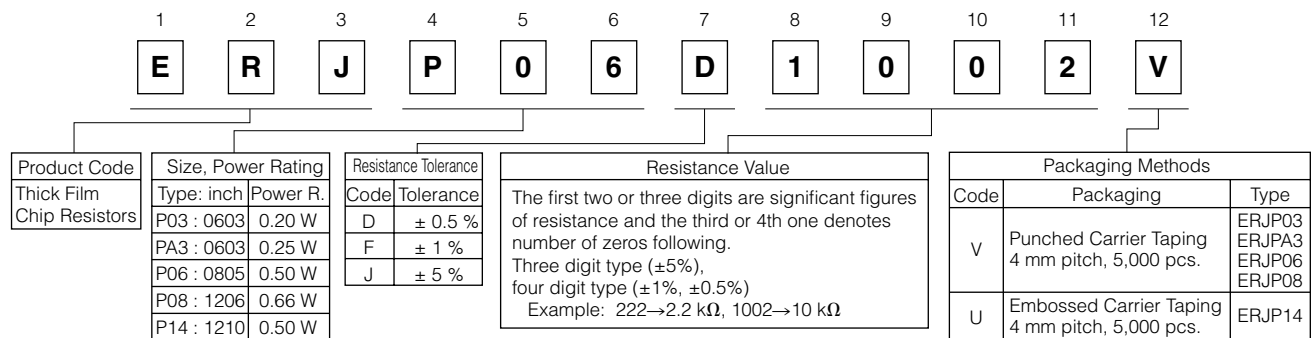 1 2 3 4 5 6 7 8 9 10 11 12
E R J P 0 6 D 1 0 0 2 V
Product Code
Thick Film
Chip Resistors
Size, Power Rating
Type: inch Power R.
P03 : 0603 0.20 W
PA3 : 0603 0.25 W
P06 : 0805 0.50 W
P08 : 1206 0.66 W
P14 : 1210 0.50 W
Resistance Tolerance
Code Tolerance
D ± 0.5 %
F ± 1 %
J ± 5 %
Resistance Value
The first two or three digits are significant figures
of resistance and the third or 4th one denotes
number of zeros following.
Three digit type (±5%),
four digit type (±1%, ±0.5%)
Example: 222→2.2 kΩ, 1002→10 kΩ
Packaging Methods
Code Packaging Type
V Punched Carrier Taping
4 mm pitch, 5,000 pcs.
ERJP03
ERJPA3
ERJP06
ERJP08
U Embossed Carrier Taping
4 mm pitch, 5,000 pcs.
ERJP14